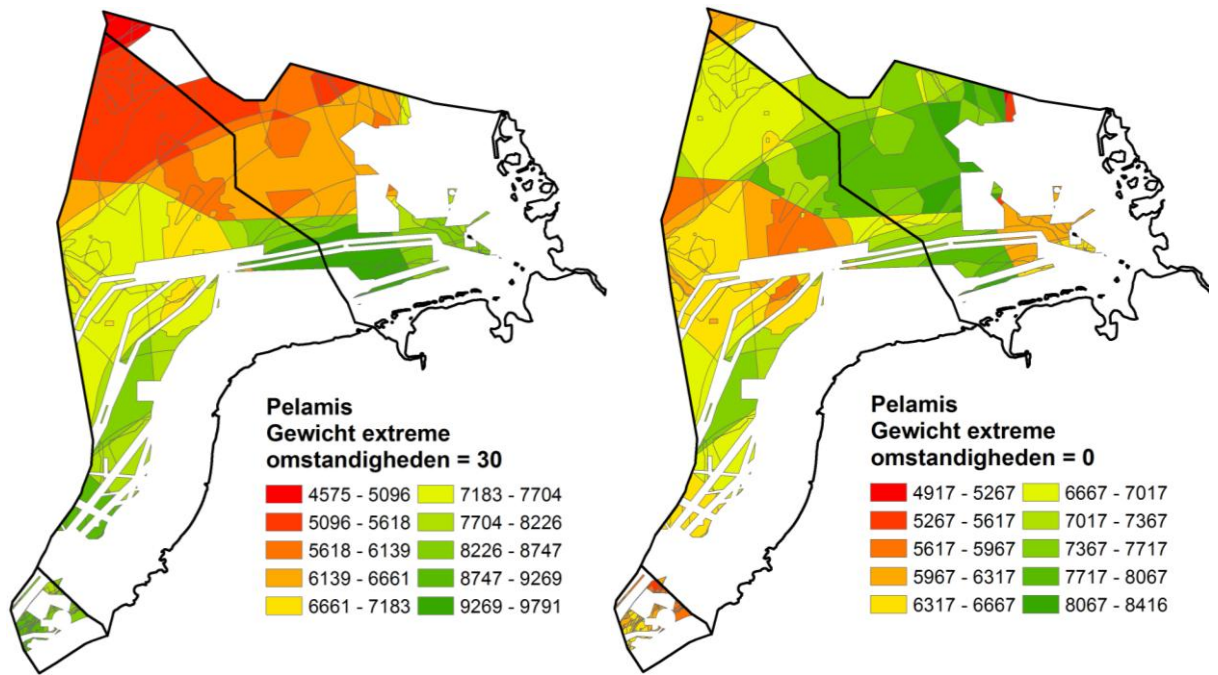 Pelamis
Gewicht extreme
omstandigheden = 30
4575 - 5096 7183 - 7704
5096 - 5618 7704 - 8226
5618 - 6139 8226 - 8747
6139 - 6661 8747 - 9269
6661 - 7183 9269 - 9791
Pelamis
Gewicht extreme
omstandigheden = 0
4917 - 5267 6667 - 7017
5267 - 5617 7017 - 7367
5617 - 5967 7367 - 7717
5967 - 6317 7717 - 8067
6317 - 6667 8067 - 8416